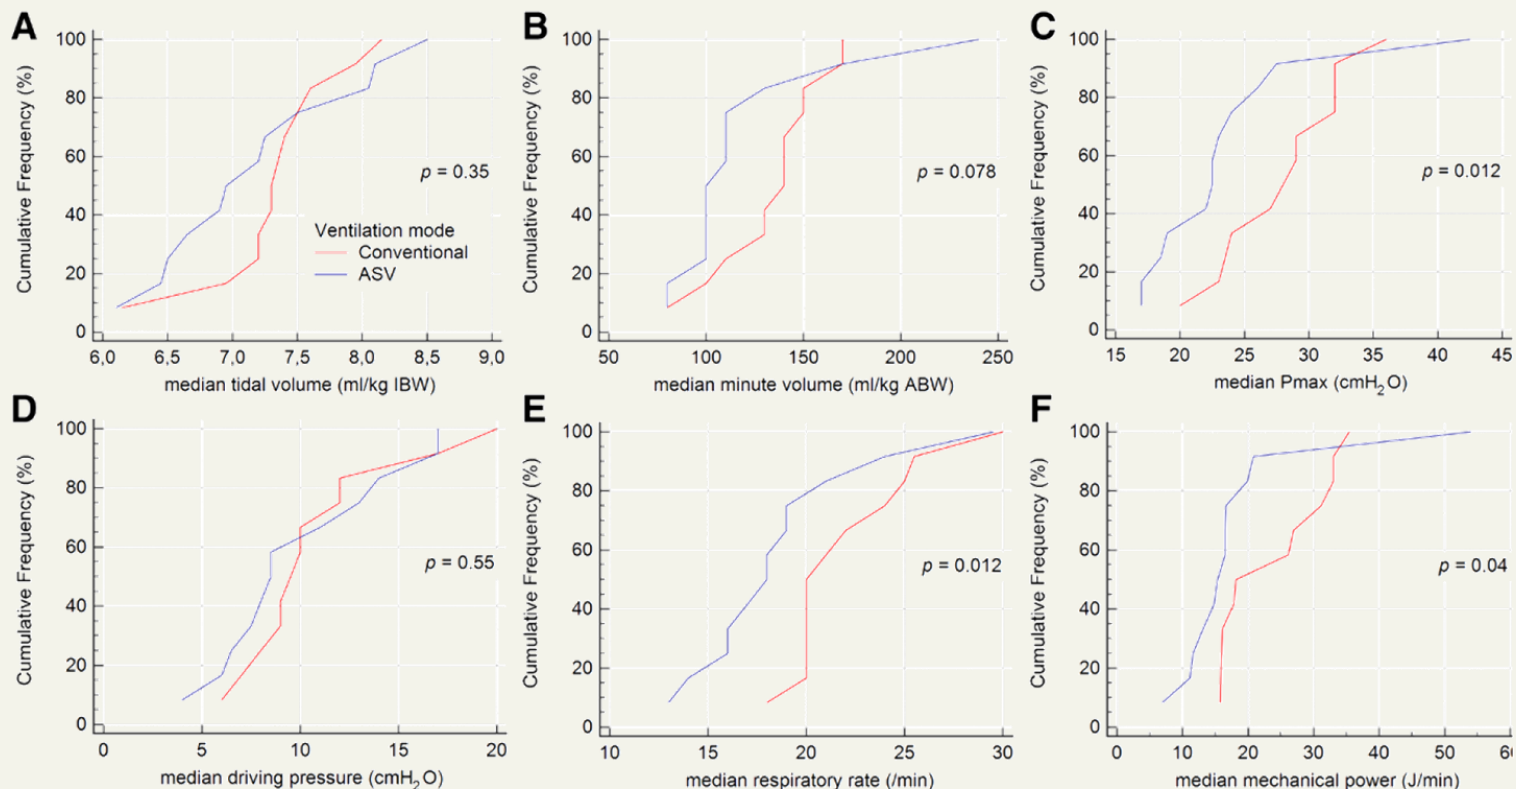 A
Cumulative Frequency (%)
100
80
60
40
20
0
p = 0.35
Ventilation mode
Conventional
ASV
6,0 6,5 7,0 7,5 8,0 8,5 9,0
median tidal volume (ml/kg IBW)
B
Cumulative Frequency (%)
100
80
60
40
20
0
p = 0.078
50 100 150 200 250
median minute volume (ml/kg ABW)
C
Cumulative Frequency (%)
100
80
60
40
20
0
p = 0.012
15 20 25 30 35 40 45
median Pmax (cmH₂O)
D
Cumulative Frequency (%)
100
80
60
40
20
0
p = 0.55
0 5 10 15 20
median driving pressure (cmH₂O)
E
Cumulative Frequency (%)
100
80
60
40
20
0
p = 0.012
10 15 20 25 30
median respiratory rate (/min)
F
Cumulative Frequency (%)
100
80
60
40
20
0
p = 0.04
0 10 20 30 40 50
median mechanical power (J/min)